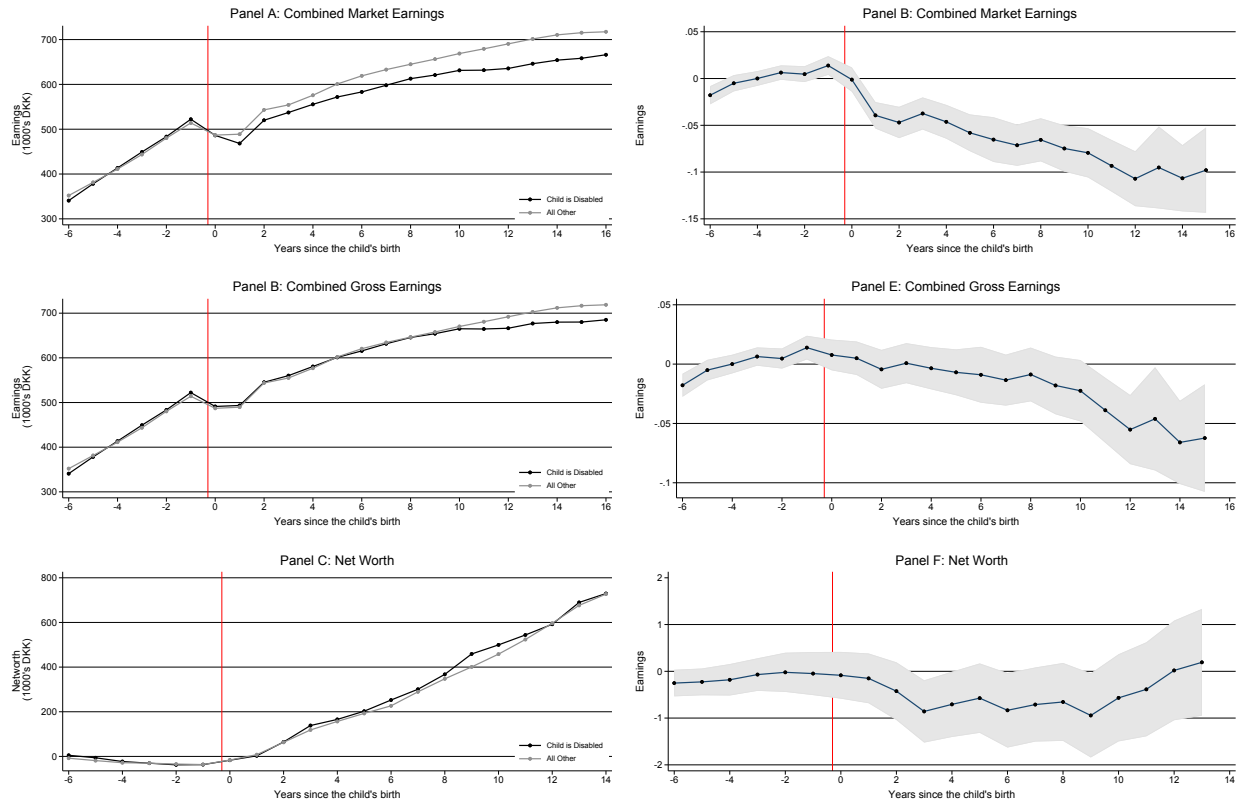 Panel A: Combined Market Earnings
Earnings
(1000's DKK)
700
600
500
400
300
Child is Disabled
All Other
-6 -4 -2 0 2 4 6 8 10 12 14 16
Years since the child's birth
Panel B: Combined Market Earnings
Earnings
.05
0
-.05
-.1
-.15
-6 -4 -2 0 2 4 6 8 10 12 14 16
Years since the child's birth
Panel B: Combined Gross Earnings
Earnings
(1000's DKK)
700
600
500
400
300
Child is Disabled
All Other
-6 -4 -2 0 2 4 6 8 10 12 14 16
Years since the child's birth
Panel E: Combined Gross Earnings
Earnings
.05
0
-.05
-.1
-6 -4 -2 0 2 4 6 8 10 12 14 16
Years since the child's birth
Panel C: Net Worth
Networth
(1000's DKK)
800
600
400
200
0
Child is Disabled
All Other
-6 -4 -2 0 2 4 6 8 10 12 14
Years since the child's birth
Panel F: Net Worth
Earnings
2
1
0
-1
-2
-6 -4 -2 0 2 4 6 8 10 12 14
Years since the child's birth